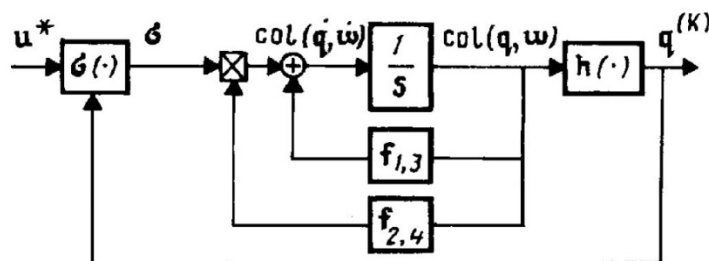 u* б col(q̇, ẇ) col(q, w) q^(K)
б(·) 1/s h(·)
f₁,₃
f₂,₄